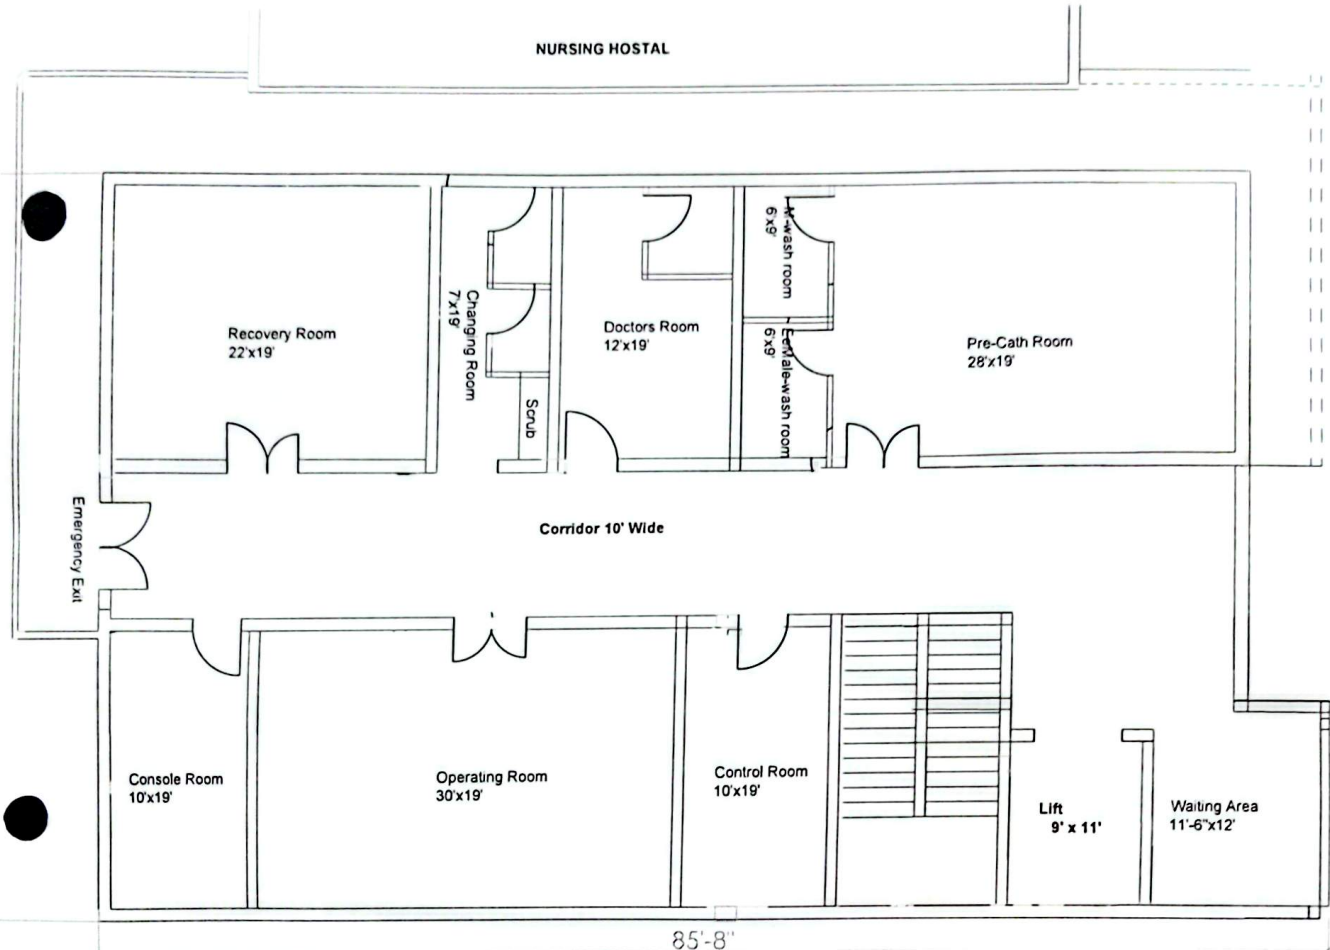 NURSING HOSTAL
Recovery Room
22'x19'
Changing Room
7'x19'
Scrub
Doctors Room
12'x19'
M-wash room
6'x9'
FeMale-wash room
6'x9'
Pre-Cath Room
28'x19'
Emergency Exit
Corridor 10' Wide
Console Room
10'x19'
Operating Room
30'x19'
Control Room
10'x19'
Lift
9' x 11'
Waiting Area
11'-6"x12'
85'-8"